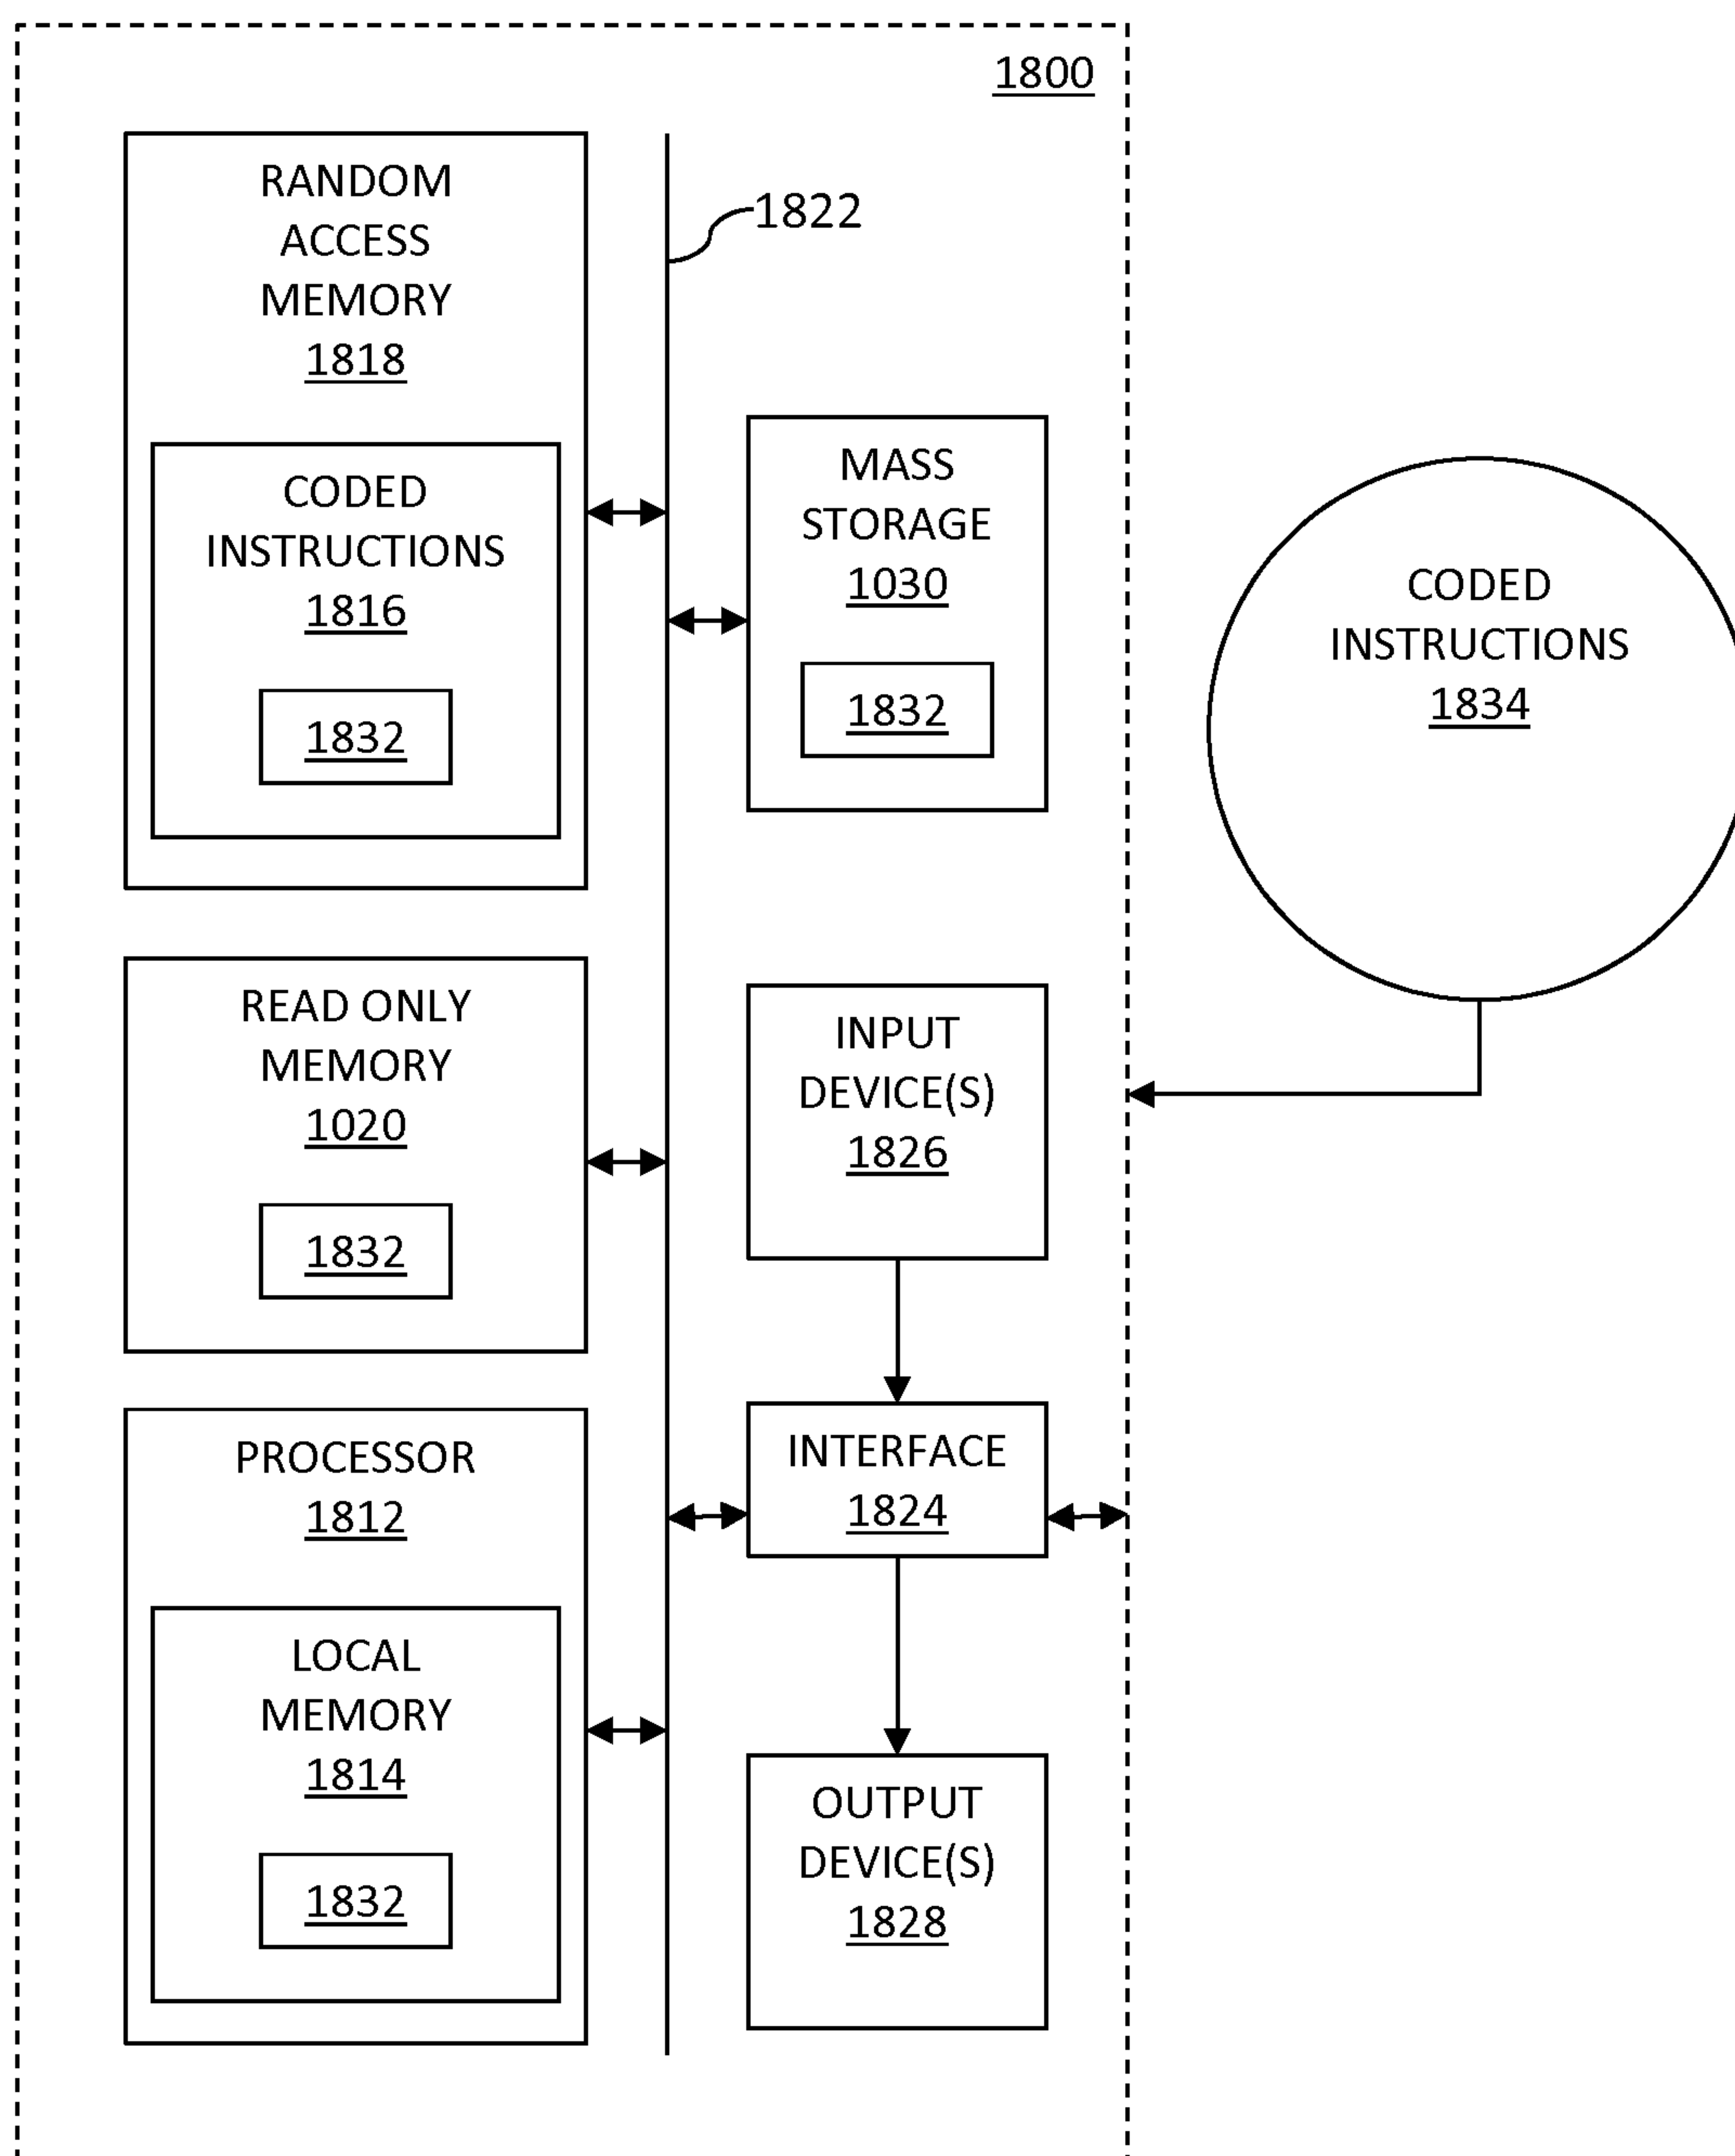 1800
RANDOM
ACCESS
MEMORY
1818
CODED
INSTRUCTIONS
1816
1832
1822
MASS
STORAGE
1030
1832
CODED
INSTRUCTIONS
1834
READ ONLY
MEMORY
1020
1832
INPUT
DEVICE(S)
1826
PROCESSOR
1812
LOCAL
MEMORY
1814
1832
INTERFACE
1824
OUTPUT
DEVICE(S)
1828